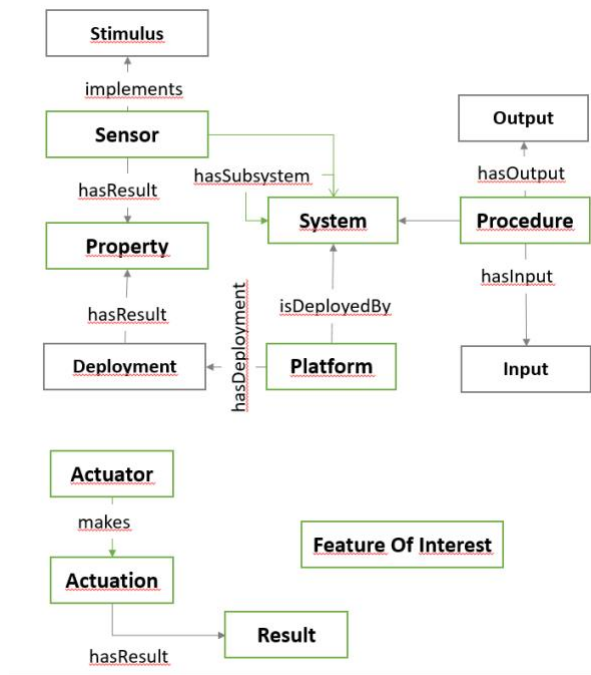 Stimulus
implements
Sensor
Output
hasResult
hasSubsystem
hasOutput
System
Procedure
Property
hasInput
hasResult
isDeployedBy
hasDeployment
Deployment
Platform
Input
Actuator
makes
Feature Of Interest
Actuation
Result
hasResult